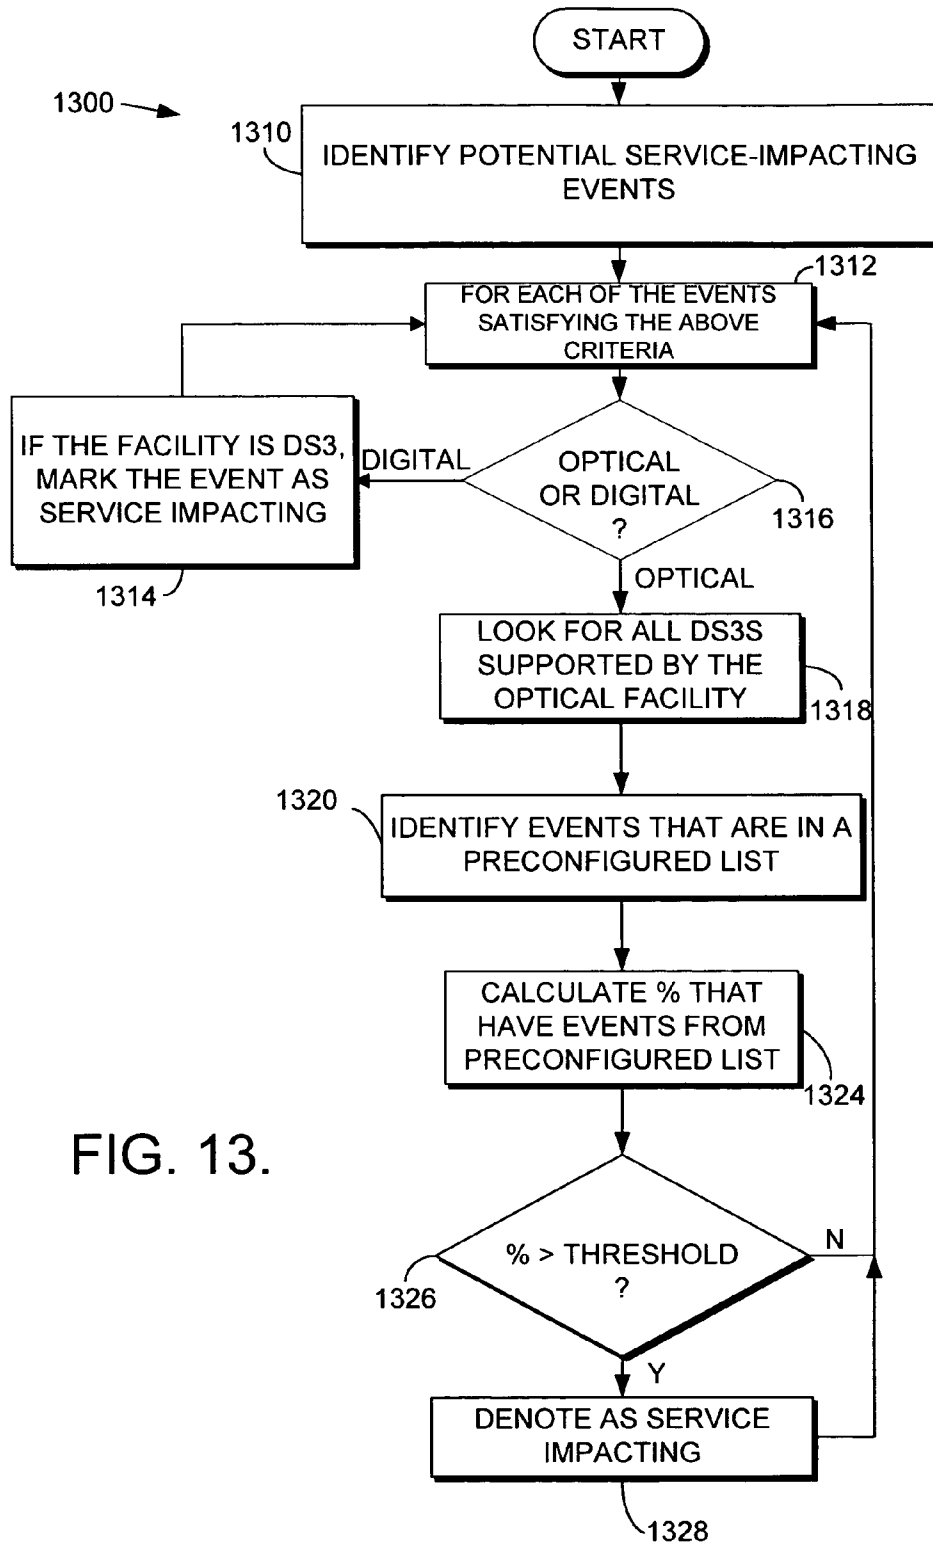 START
1300
1310
IDENTIFY POTENTIAL SERVICE-IMPACTING
EVENTS
1312
FOR EACH OF THE EVENTS
SATISFYING THE ABOVE
CRITERIA
IF THE FACILITY IS DS3,
MARK THE EVENT AS
SERVICE IMPACTING
1314
DIGITAL
OPTICAL
OR DIGITAL
?
1316
OPTICAL
LOOK FOR ALL DS3S
SUPPORTED BY THE
OPTICAL FACILITY
1318
1320
IDENTIFY EVENTS THAT ARE IN A
PRECONFIGURED LIST
CALCULATE % THAT
HAVE EVENTS FROM
PRECONFIGURED LIST
1324
FIG. 13.
% > THRESHOLD
?
N
1326
Y
DENOTE AS SERVICE
IMPACTING
1328